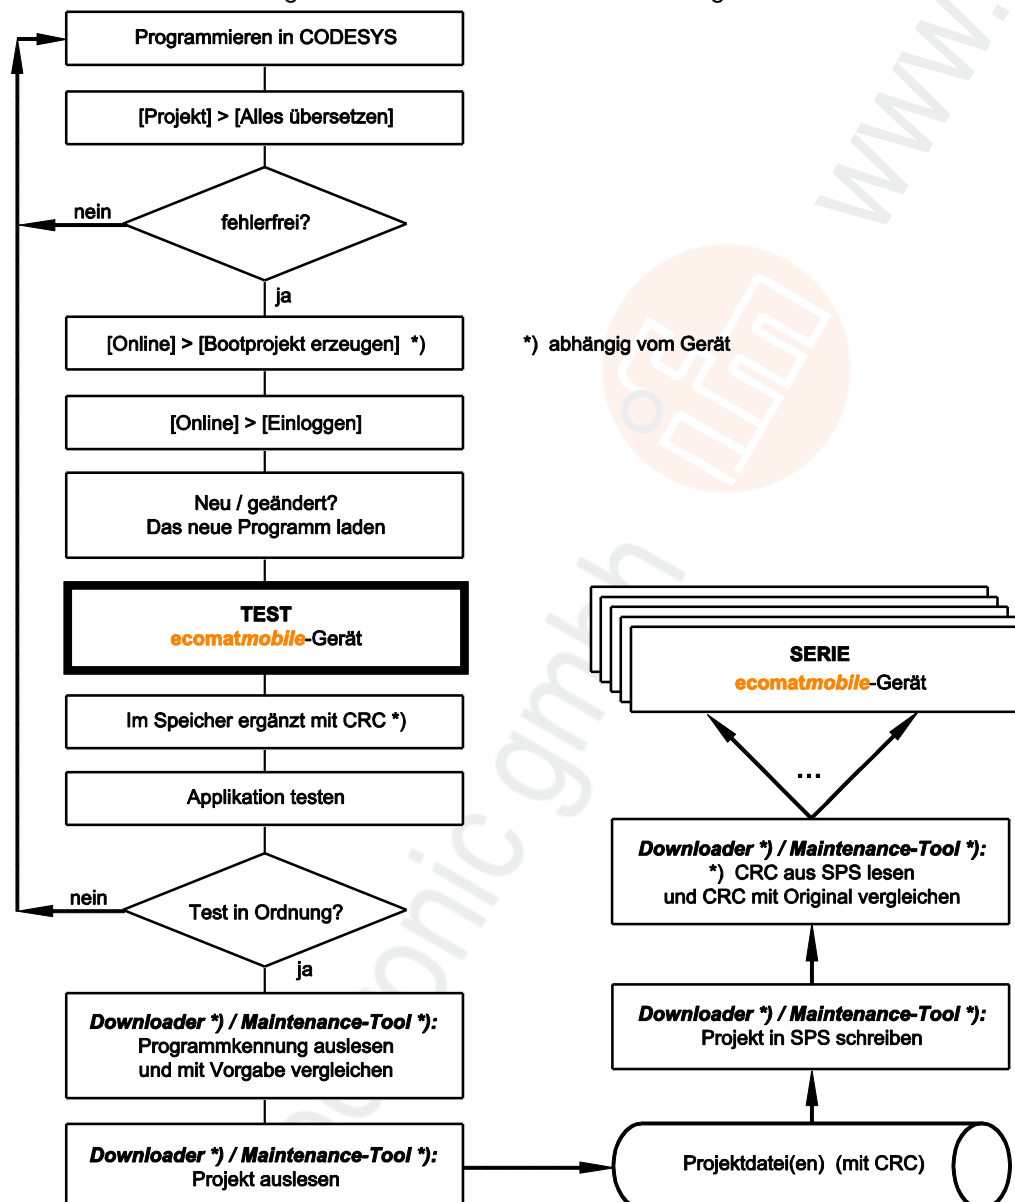 Programmieren in CODESYS
[Projekt] > [Alles übersetzen]
nein
fehlerfrei?
ja
[Online] > [Bootprojekt erzeugen] *)
*) abhängig vom Gerät
[Online] > [Einloggen]
Neu / geändert?
Das neue Programm laden
TEST
ecomatmobile-Gerät
Im Speicher ergänzt mit CRC *)
Applikation testen
nein
Test in Ordnung?
ja
Downloader *) / Maintenance-Tool *):
Programmkennung auslesen
und mit Vorgabe vergleichen
Downloader *) / Maintenance-Tool *):
Projekt auslesen
Projektdatei(en) (mit CRC)
Downloader *) / Maintenance-Tool *):
Projekt in SPS schreiben
Downloader *) / Maintenance-Tool *):
*) CRC aus SPS lesen
und CRC mit Original vergleichen
...
SERIE
ecomatmobile-Gerät
ifm
www.
onic gmbh